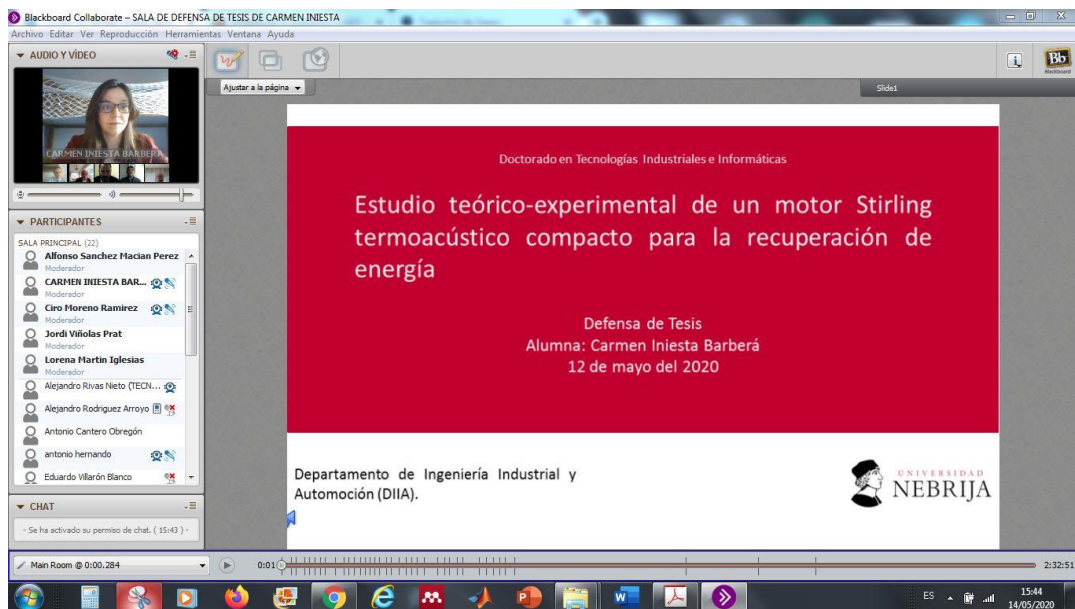 Blackboard Collaborate – SALA DE DEFENSA DE TESIS DE CARMEN INIESTA
Archivo Editar Ver Reproducción Herramientas Ventana Ayuda
AUDIO Y VÍDEO
CARMEN INIESTA BARBERÁ
PARTICIPANTES
SALA PRINCIPAL (22)
Alfonso Sanchez Macian Perez
Moderador
CARMEN INIESTA BAR...
Moderador
Ciro Moreno Ramirez
Moderador
Jordi Viñolas Prat
Moderador
Lorena Martin Iglesias
Moderador
Alejandro Rivas Nieto (TECN...
Alejandro Rodriguez Arroyo
Antonio Cantero Obregón
antonio hernando
Eduardo Villarón Blanco
CHAT
- Se ha activado su permiso de chat. ( 15:43 ) -
Ajustar a la página
Slide1
Bb
Blackboard
Doctorado en Tecnologías Industriales e Informáticas
Estudio teórico-experimental de un motor Stirling
termoacústico compacto para la recuperación de
energía
Defensa de Tesis
Alumna: Carmen Iniesta Barberá
12 de mayo del 2020
Departamento de Ingeniería Industrial y
Automoción (DIIA).
UNIVERSIDAD
NEBRIJA
Main Room @ 0:00.284
0:01
2:32:51
ES
15:44
14/05/2020